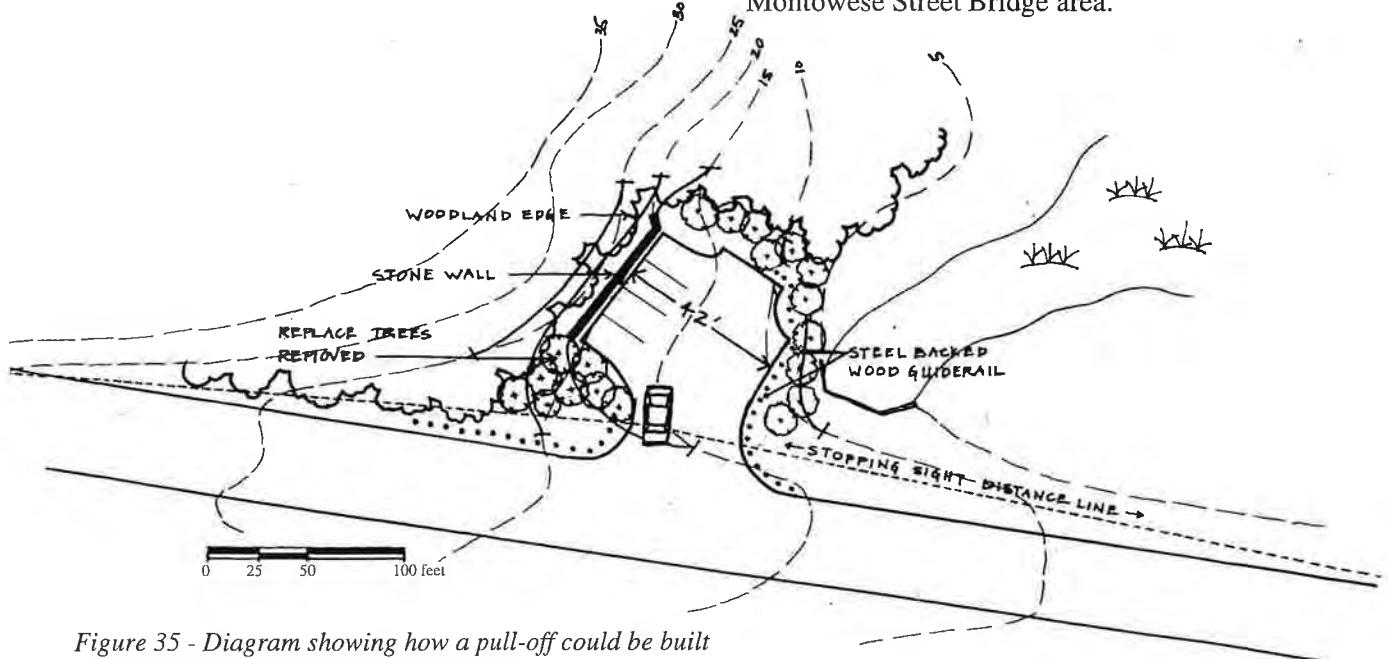 Montowese Street Bridge area.
35
30
25
20
15
10
5
WOODLAND EDGE
STONE WALL
REPLACE TREES
REMOVED
42'
STEEL BACKED
WOOD GUIDERAIL
STOPPING SIGHT DISTANCE LINE
0 25 50 100 feet
Figure 35 - Diagram showing how a pull-off could be built